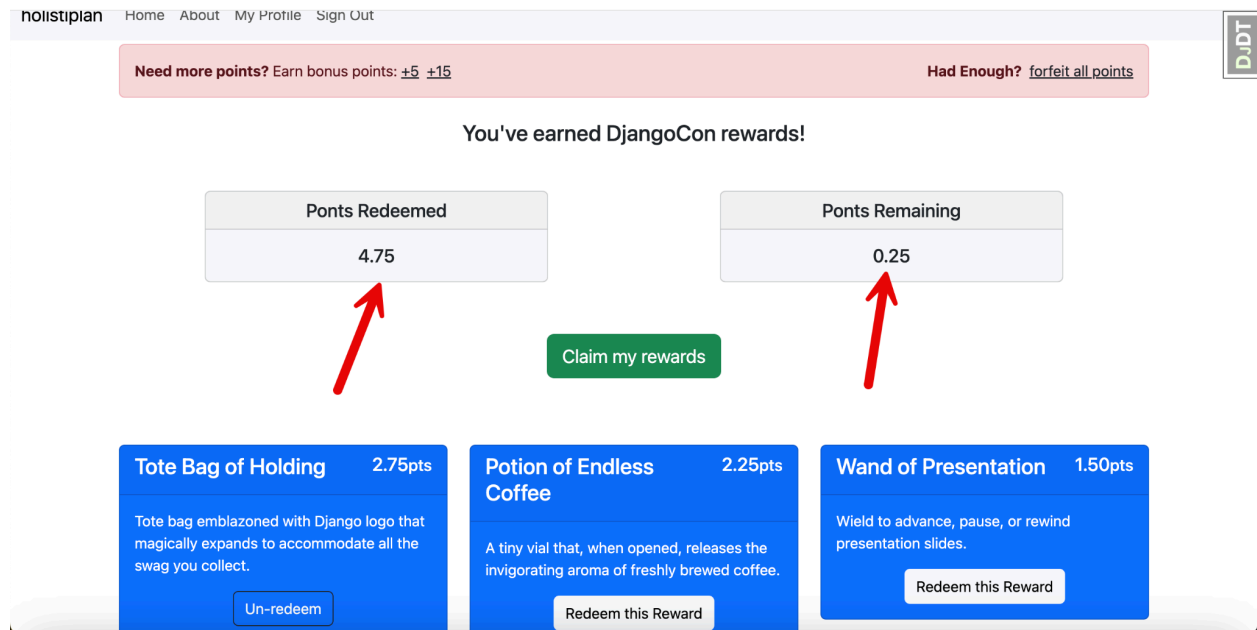 holistiplan Home About My Profile Sign Out
DJDT
Need more points? Earn bonus points: +5 +15
Had Enough? forfeit all points
You've earned DjangoCon rewards!
Ponts Redeemed
4.75
Ponts Remaining
0.25
Claim my rewards
Tote Bag of Holding 2.75pts
Tote bag emblazoned with Django logo that
magically expands to accommodate all the
swag you collect.
Un-redeem
Potion of Endless 2.25pts
Coffee
A tiny vial that, when opened, releases the
invigorating aroma of freshly brewed coffee.
Redeem this Reward
Wand of Presentation 1.50pts
Wield to advance, pause, or rewind
presentation slides.
Redeem this Reward